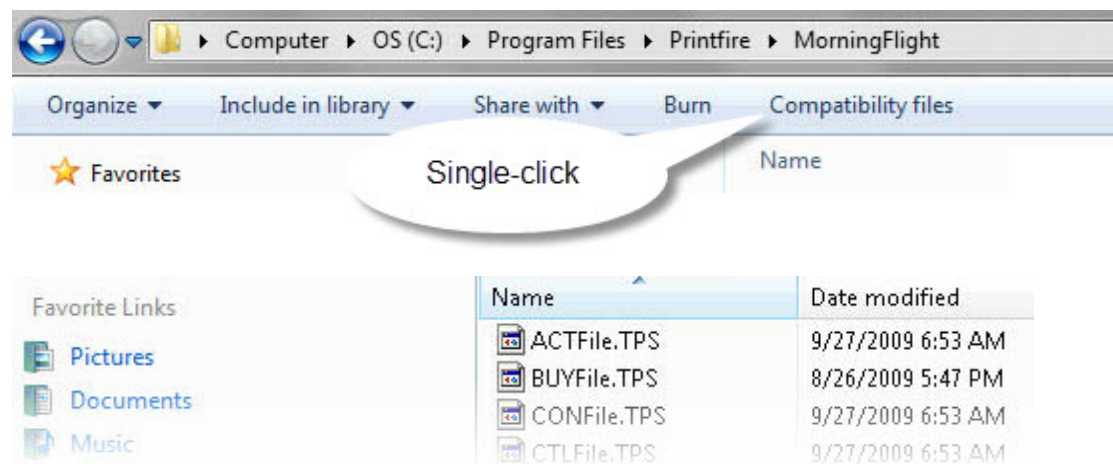 Computer OS (C:) Program Files Printfire MorningFlight
Organize Include in library Share with Burn Compatibility files
Favorites Single-click Name
Favorite Links Name Date modified
ACTFile.TPS 9/27/2009 6:53 AM
Pictures BUYFile.TPS 8/26/2009 5:47 PM
Documents CONFile.TPS 9/27/2009 6:53 AM
Music CTLFile.TPS 9/27/2009 6:53 AM